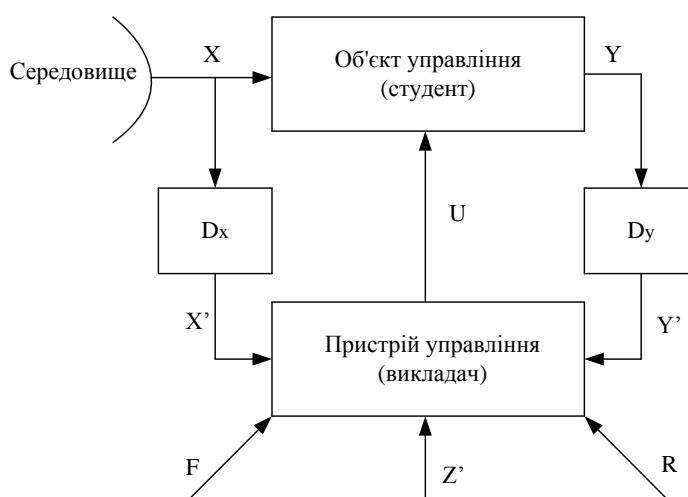 Середовище
X
Об'єкт управління
(студент)
Y
Dx
U
Dy
X’
Пристрій управління
(викладач)
Y’
F
Z’
R